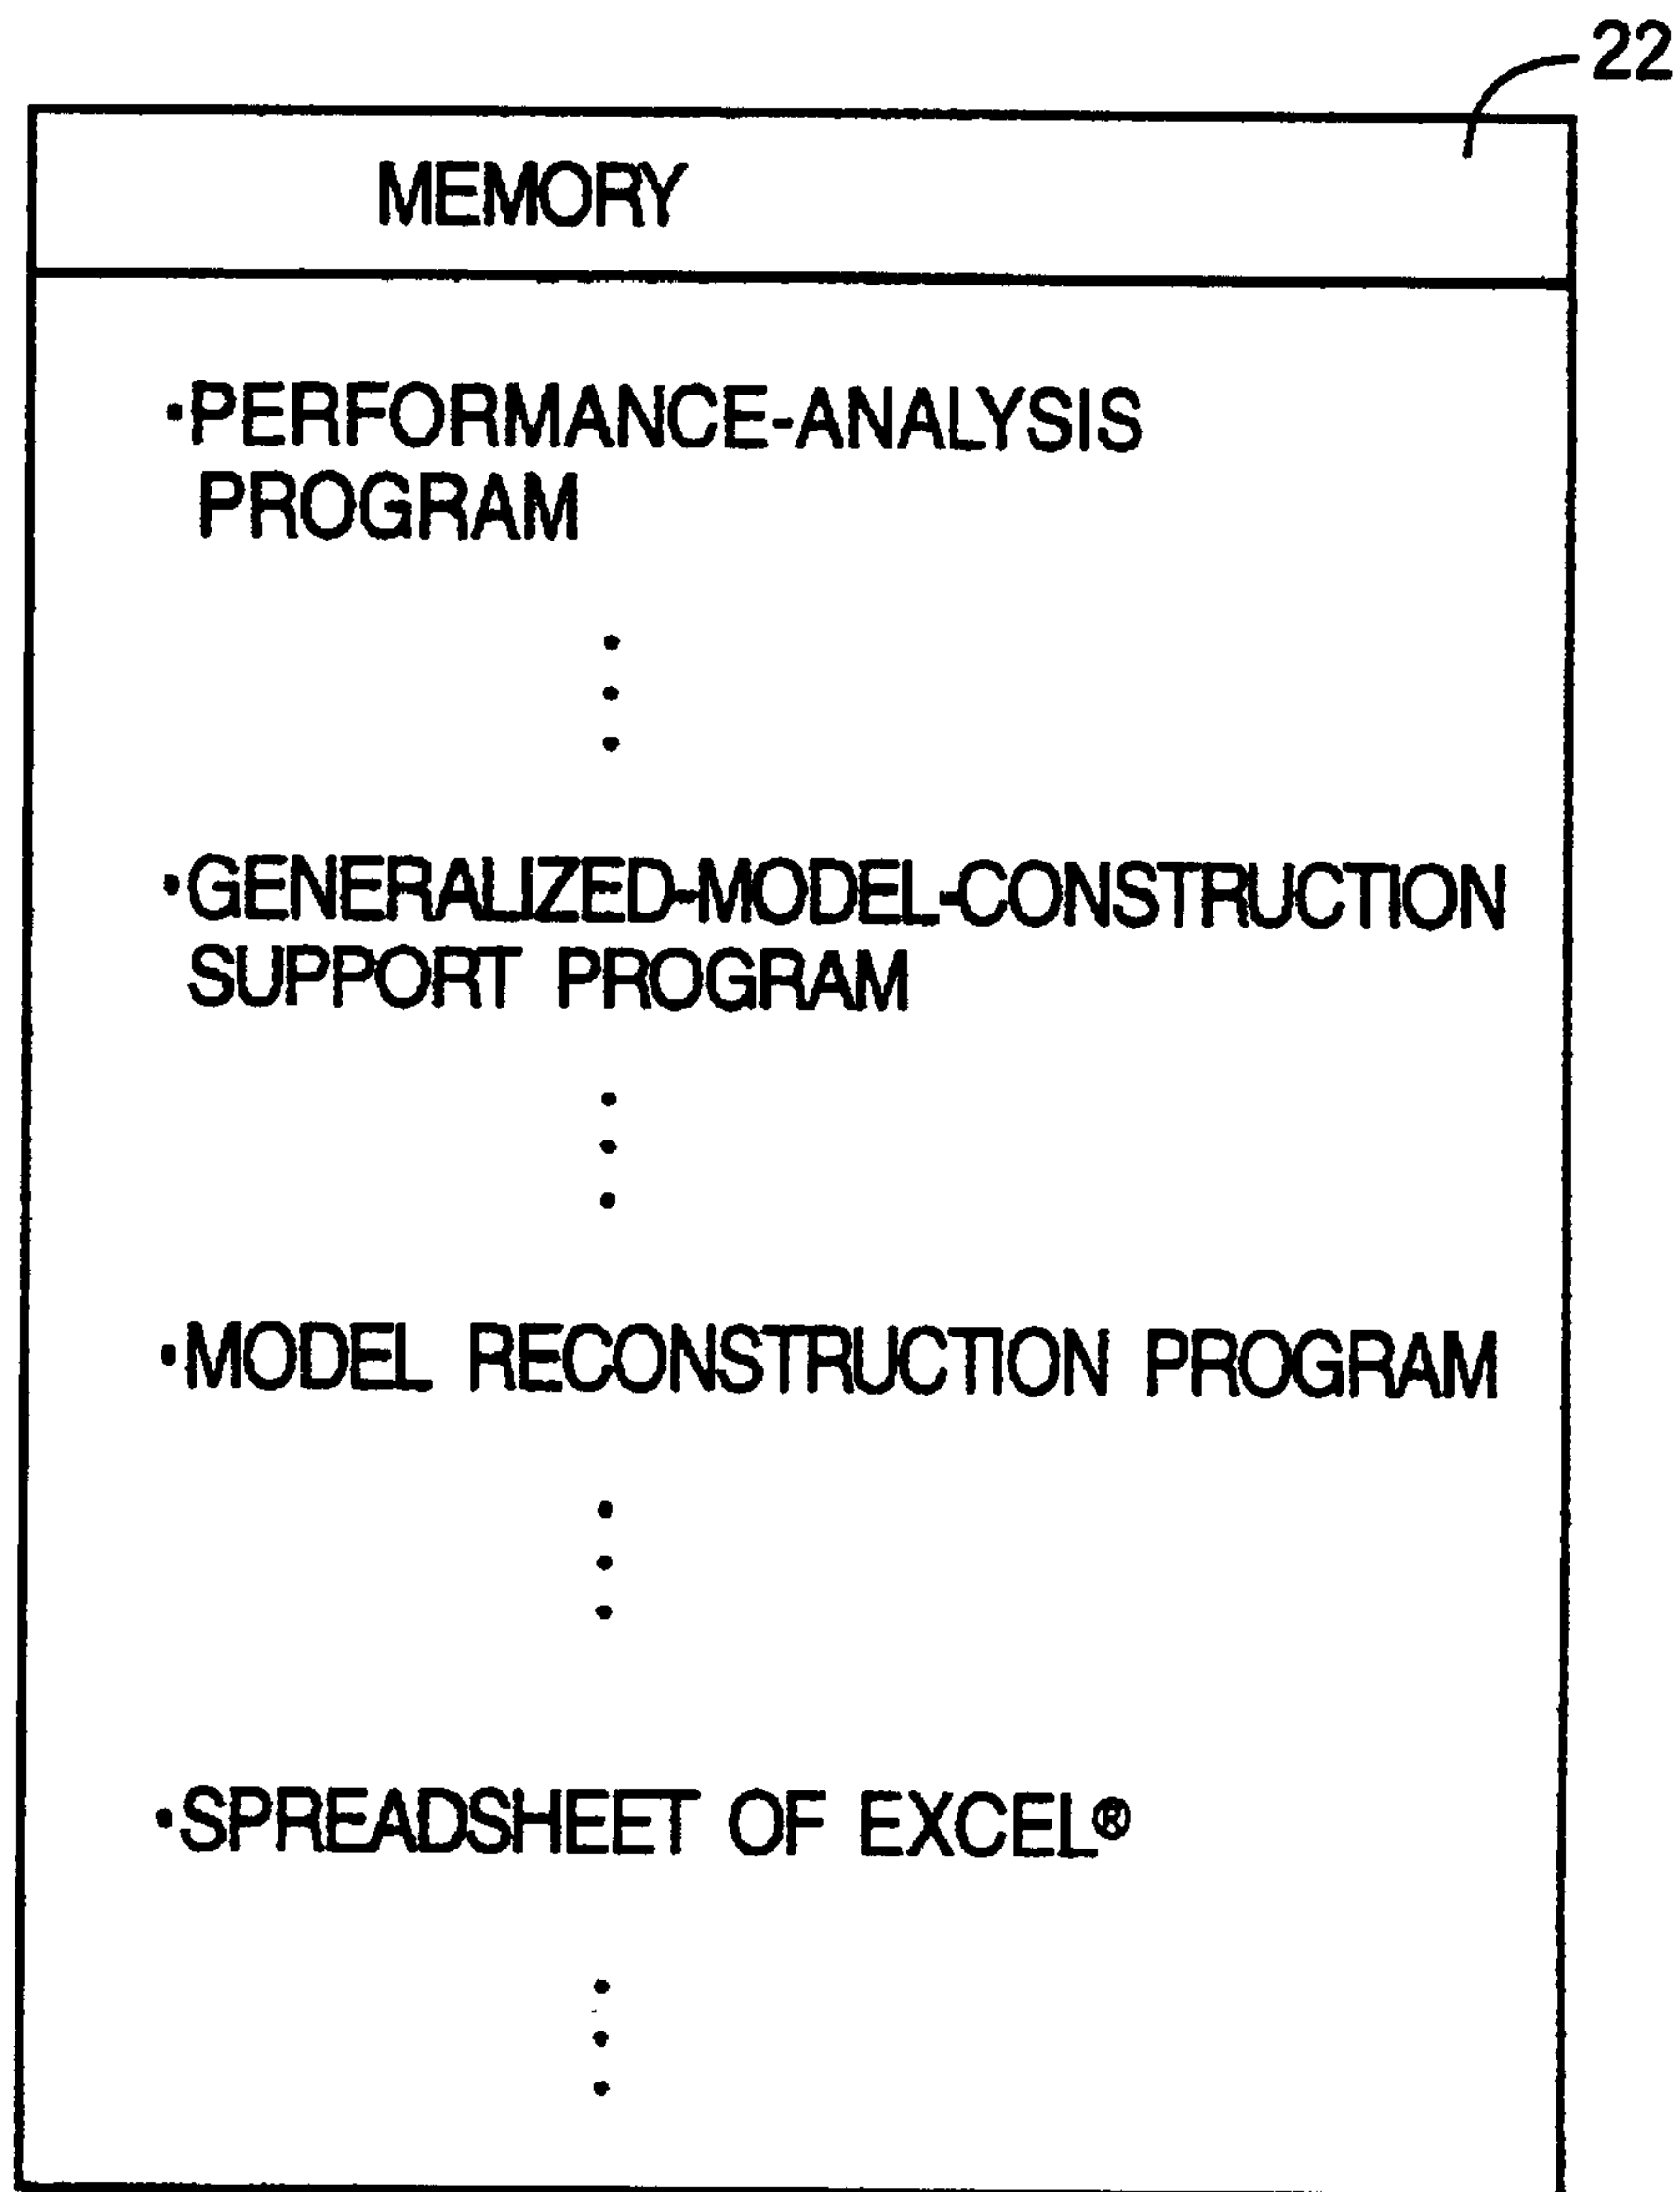 22
MEMORY
·PERFORMANCE-ANALYSIS
PROGRAM
·GENERALIZED-MODEL-CONSTRUCTION
SUPPORT PROGRAM
·MODEL RECONSTRUCTION PROGRAM
·SPREADSHEET OF EXCEL®